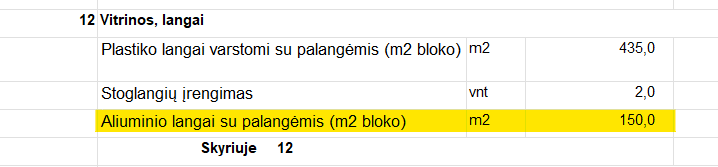 12 Vitrinos, langai
Plastiko langai varstomi su palangėmis (m2 bloko) m2 435,0
Stoglangių įrengimas vnt 2,0
Aliuminio langai su palangėmis (m2 bloko) m2 150,0
Skyriuje 12